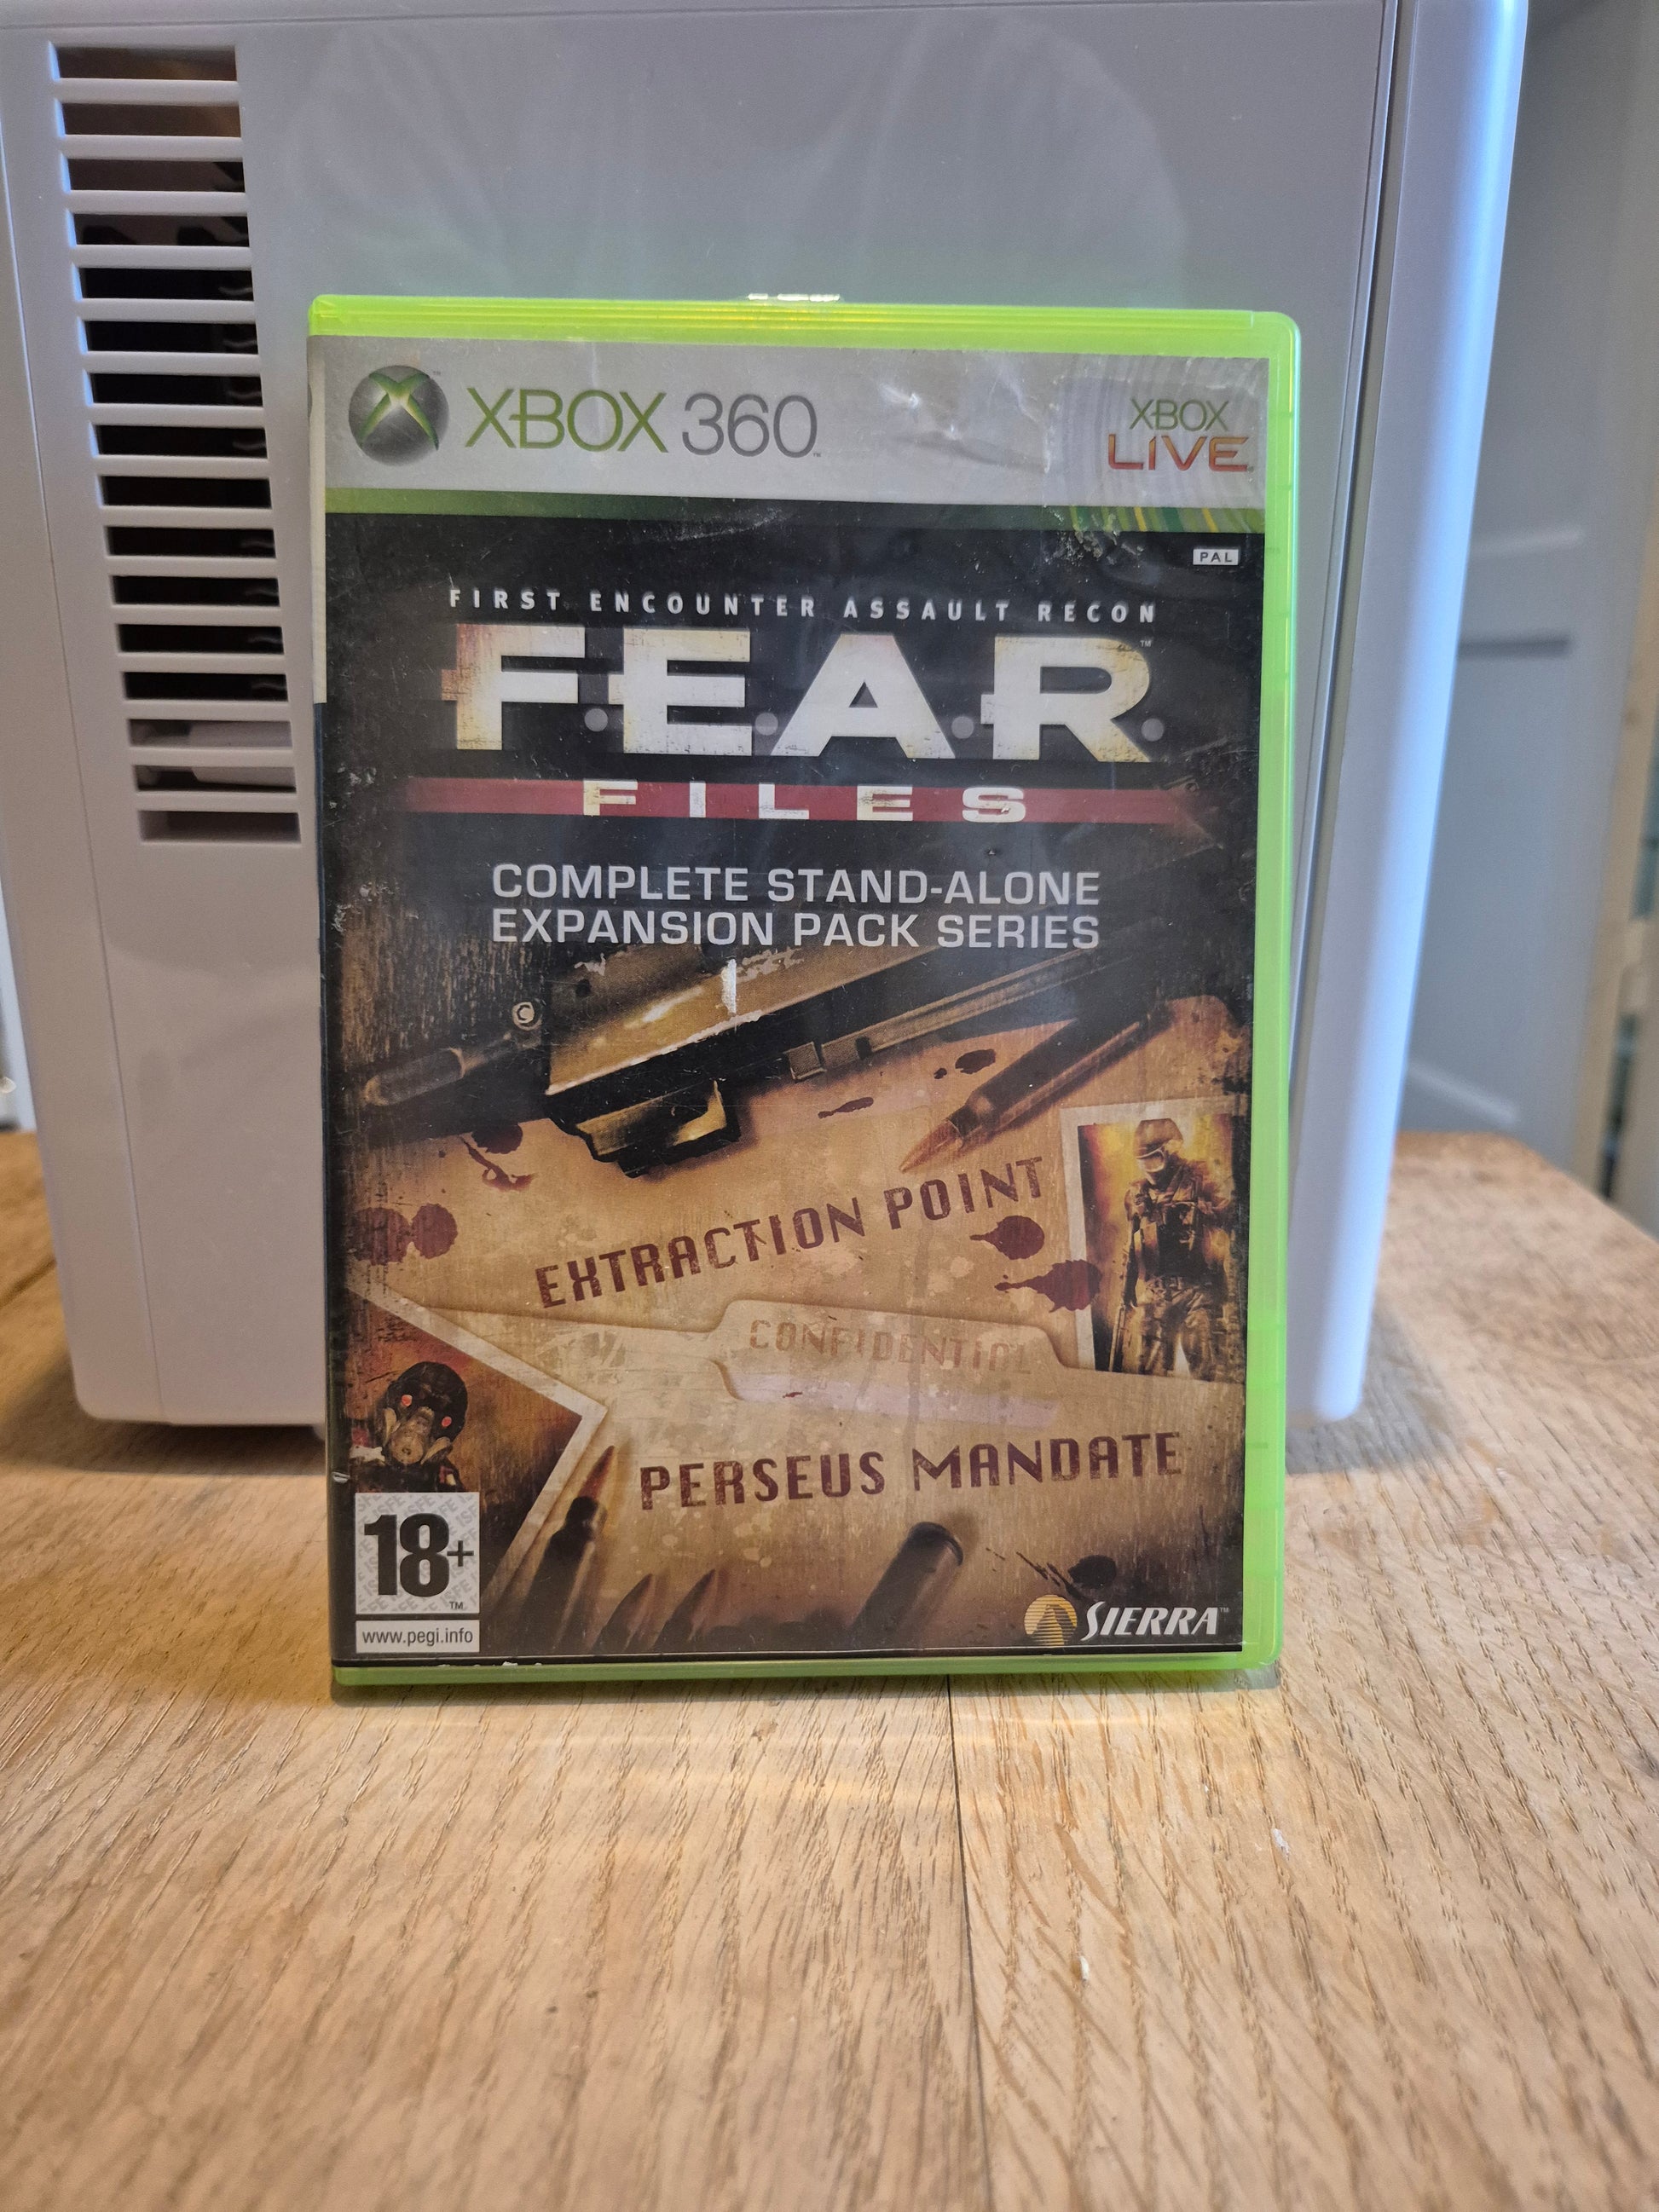 XBOX 360
XBOX
LIVE
PAL
FIRST ENCOUNTER ASSAULT RECON
F.E.A.R.
FILES
COMPLETE STAND-ALONE
EXPANSION PACK SERIES
EXTRACTION POINT
CONFIDENTIAL
PERSEUS MANDATE
18+
www.pegi.info
SIERRA